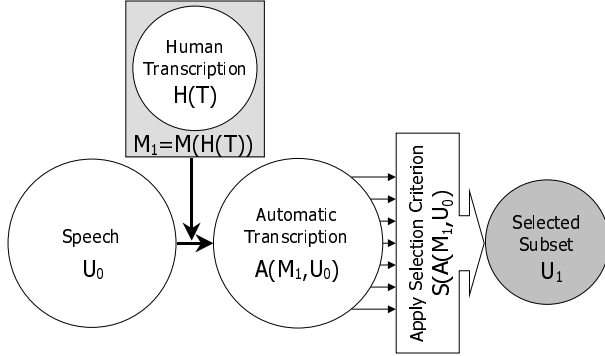 Human
Transcription
H(T)
M₁=M(H(T))
Speech
U₀
Automatic
Transcription
A(M₁,U₀)
Apply Selection Criterion
S(A(M₁,U₀)
Selected
Subset
U₁